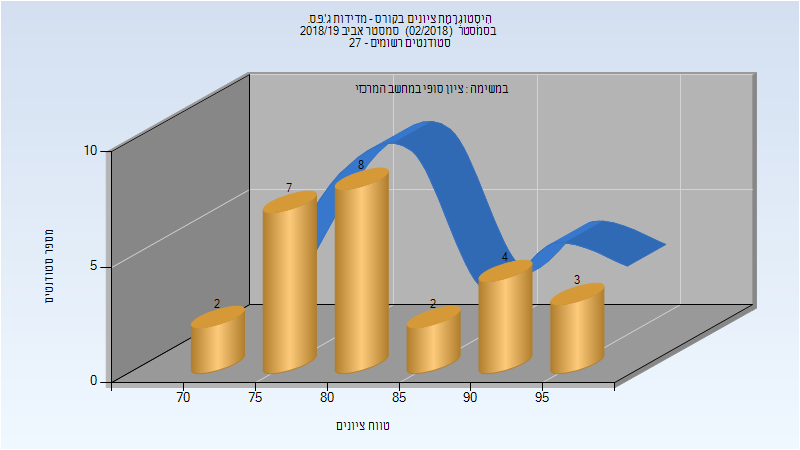 היסטוגרמת ציונים בקורס - מדידות ג'.פ.ס.
בסמסטר (02/2018) סמסטר אביב 2018/19
סטודנטים רשומים - 27
במשימה : ציון סופי במחשב המרכזי
מספר סטודנטים
10
5
0
2
7
8
2
4
3
70
75
80
85
90
95
טווח ציונים